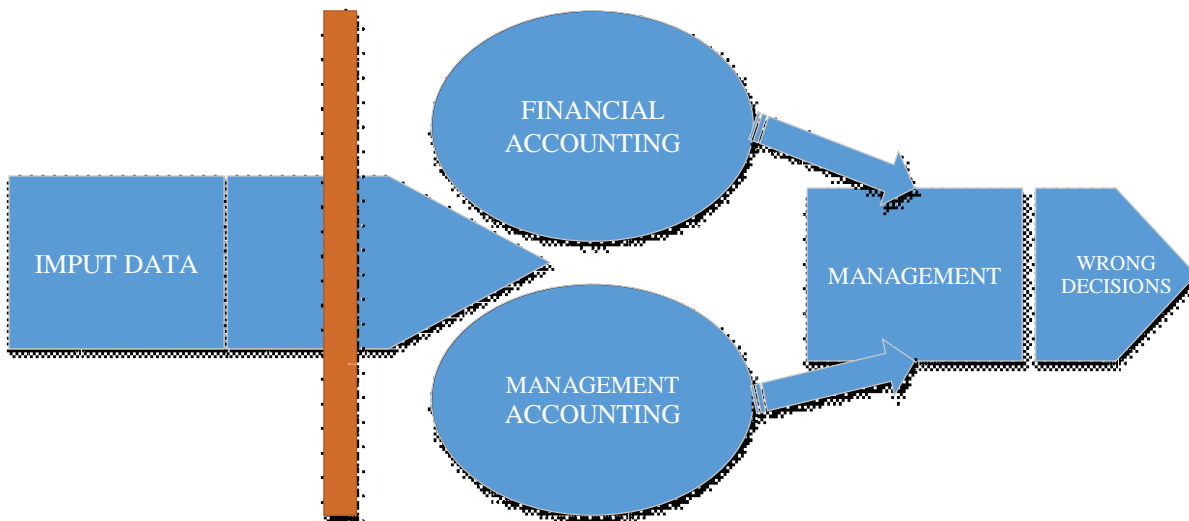 IMPUT DATA
FINANCIAL
ACCOUNTING
MANAGEMENT
ACCOUNTING
MANAGEMENT
WRONG
DECISIONS